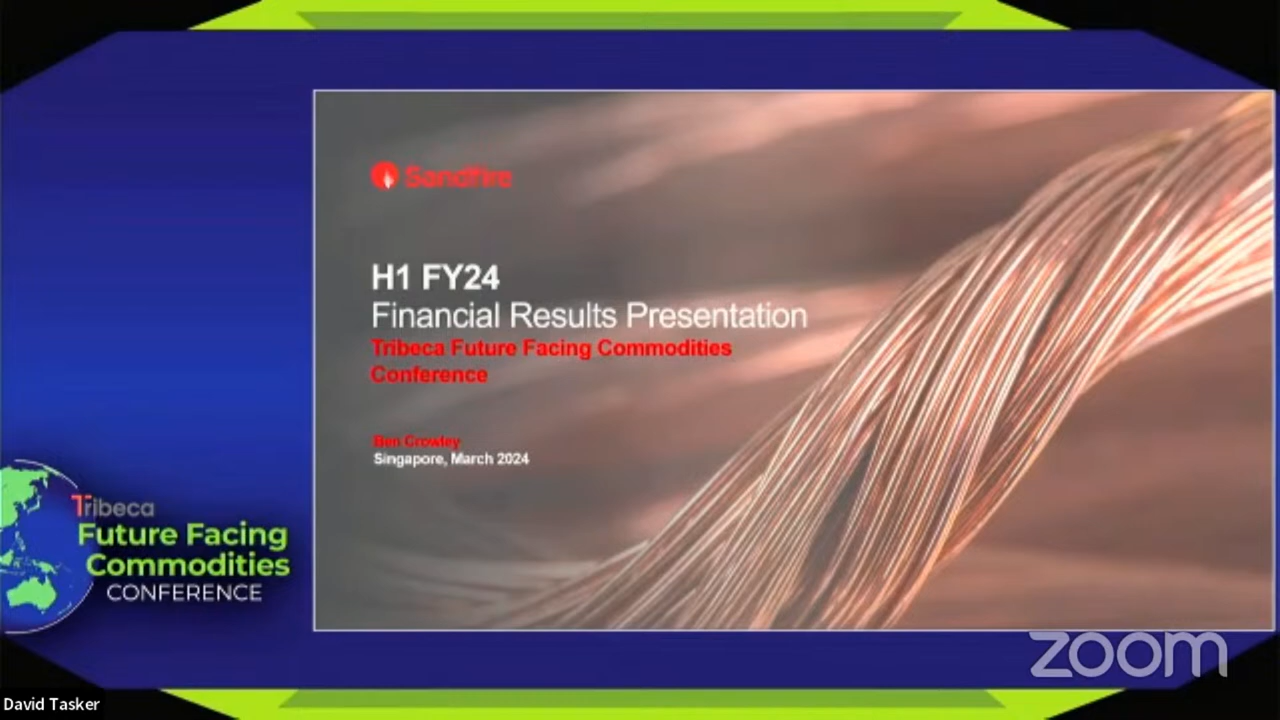 Sandfire
H1 FY24
Financial Results Presentation
Tribeca Future Facing Commodities
Conference
Ben Crowley
Singapore, March 2024
Tribeca
Future Facing
Commodities
CONFERENCE
zoom
David Tasker